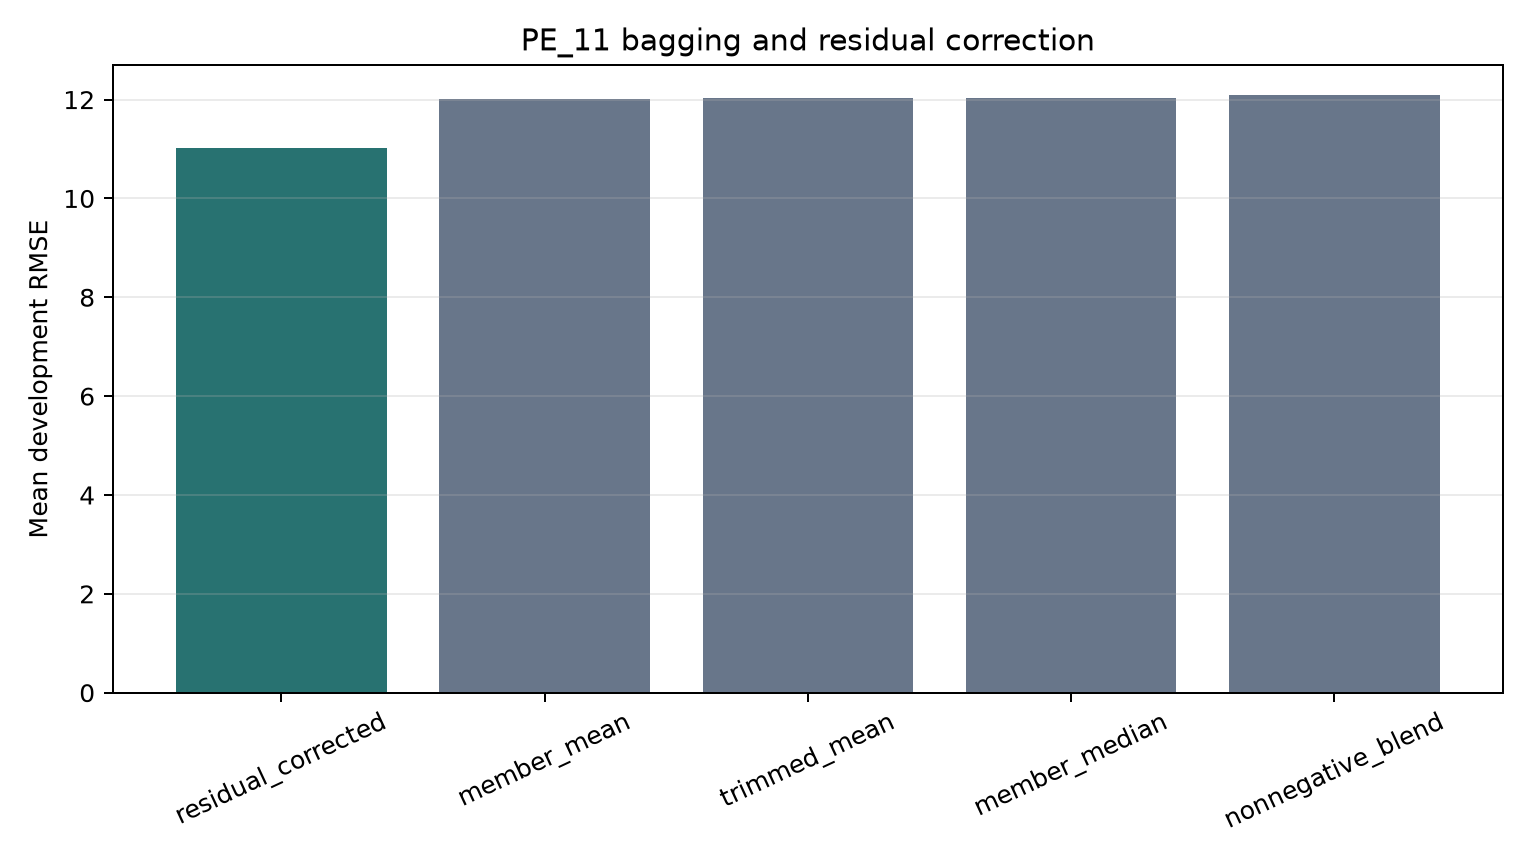 PE_11 bagging and residual correction
Mean development RMSE
12
10
8
6
4
2
0
residual_corrected
member_mean
trimmed_mean
member_median
nonnegative_blend